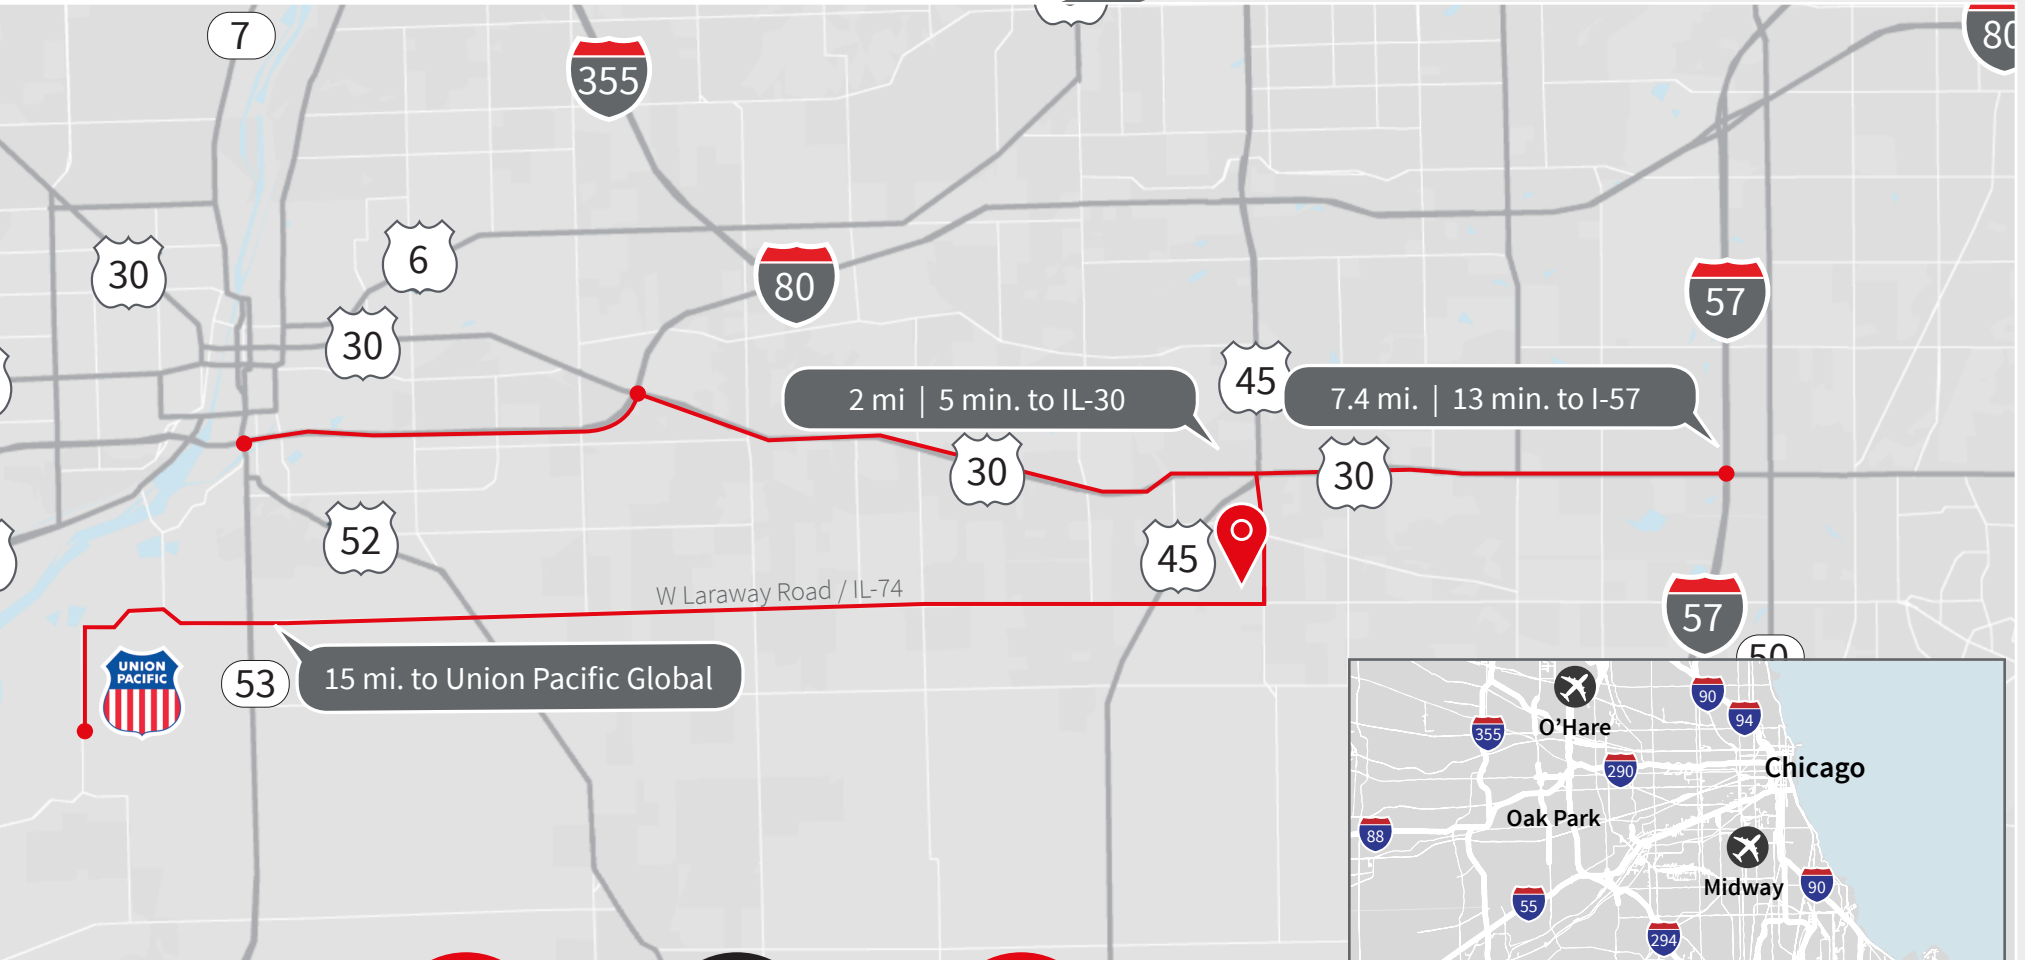 7
355
80
30
6
80
57
30
45
2 mi | 5 min. to IL-30
7.4 mi. | 13 min. to I-57
30
30
52
45
W Laraway Road / IL-74
57
UNION
PACIFIC
53
15 mi. to Union Pacific Global
50
O’Hare
90
94
355
290
Chicago
Oak Park
88
Midway
90
55
294